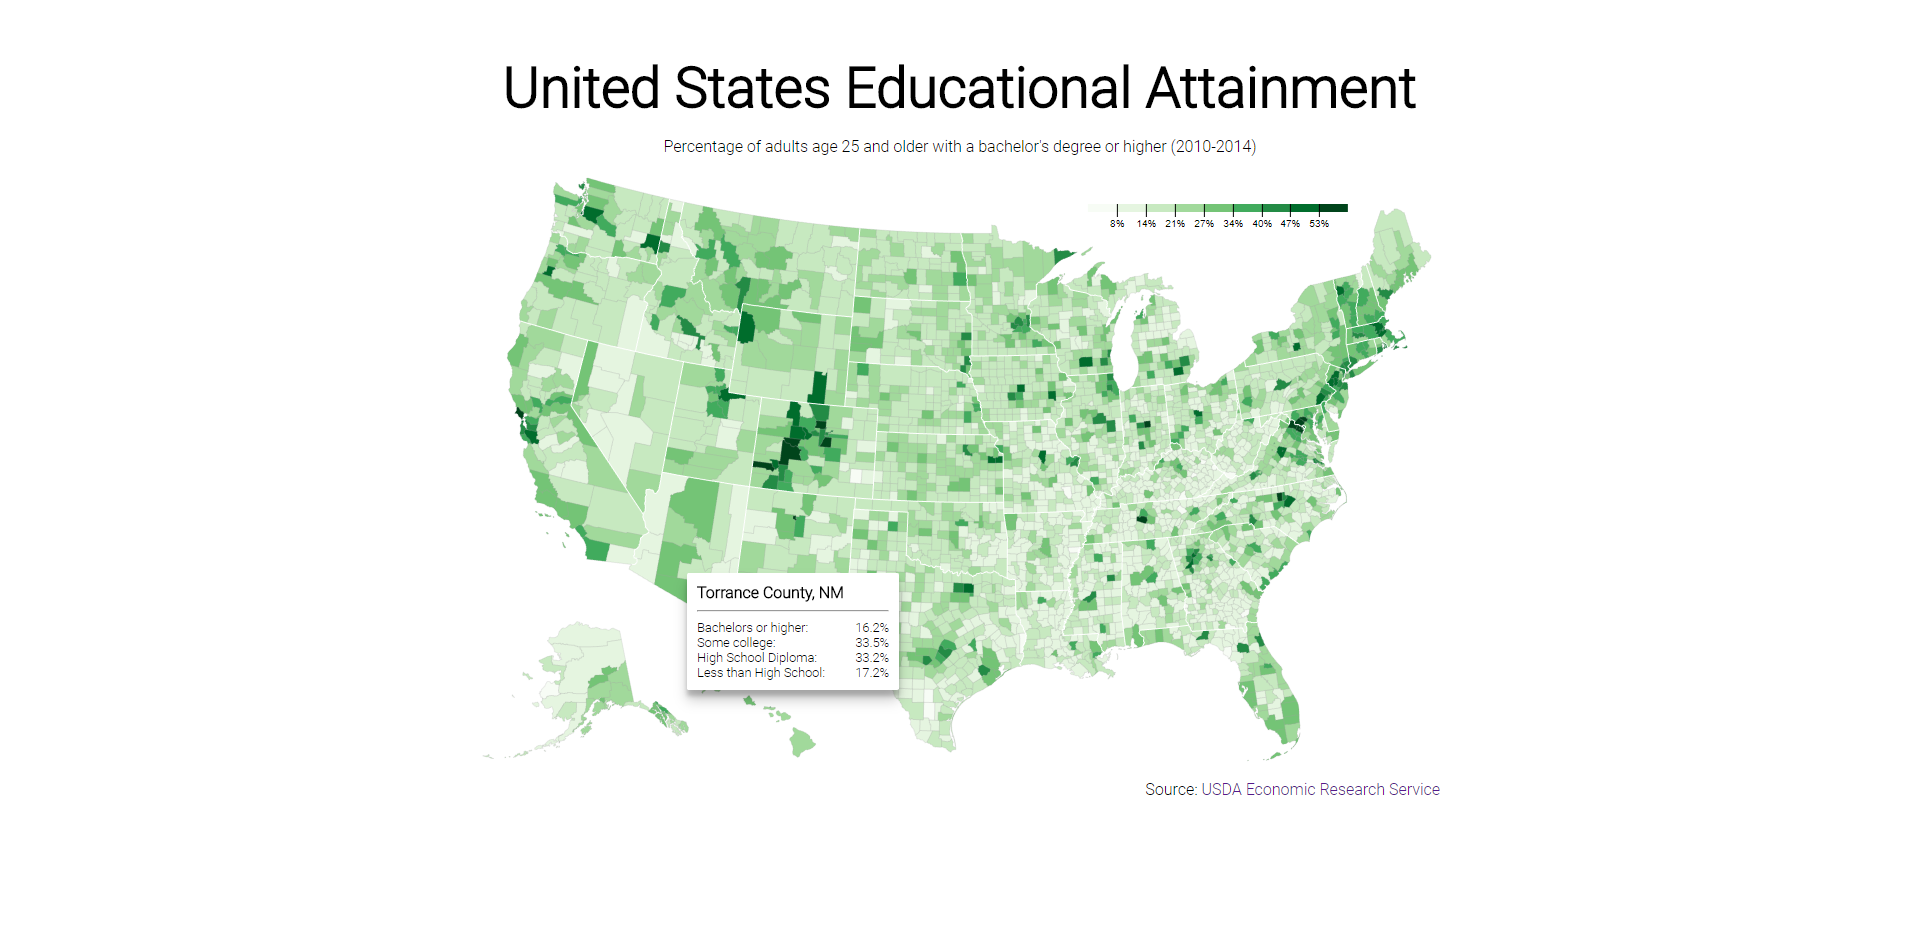 United States Educational Attainment
Percentage of adults age 25 and older with a bachelor's degree or higher (2010-2014)
8% 14% 21% 27% 34% 40% 47% 53%
Torrance County, NM
Bachelors or higher: 16.2%
Some college: 33.5%
High School Diploma: 33.2%
Less than High School: 17.2%
Source: USDA Economic Research Service